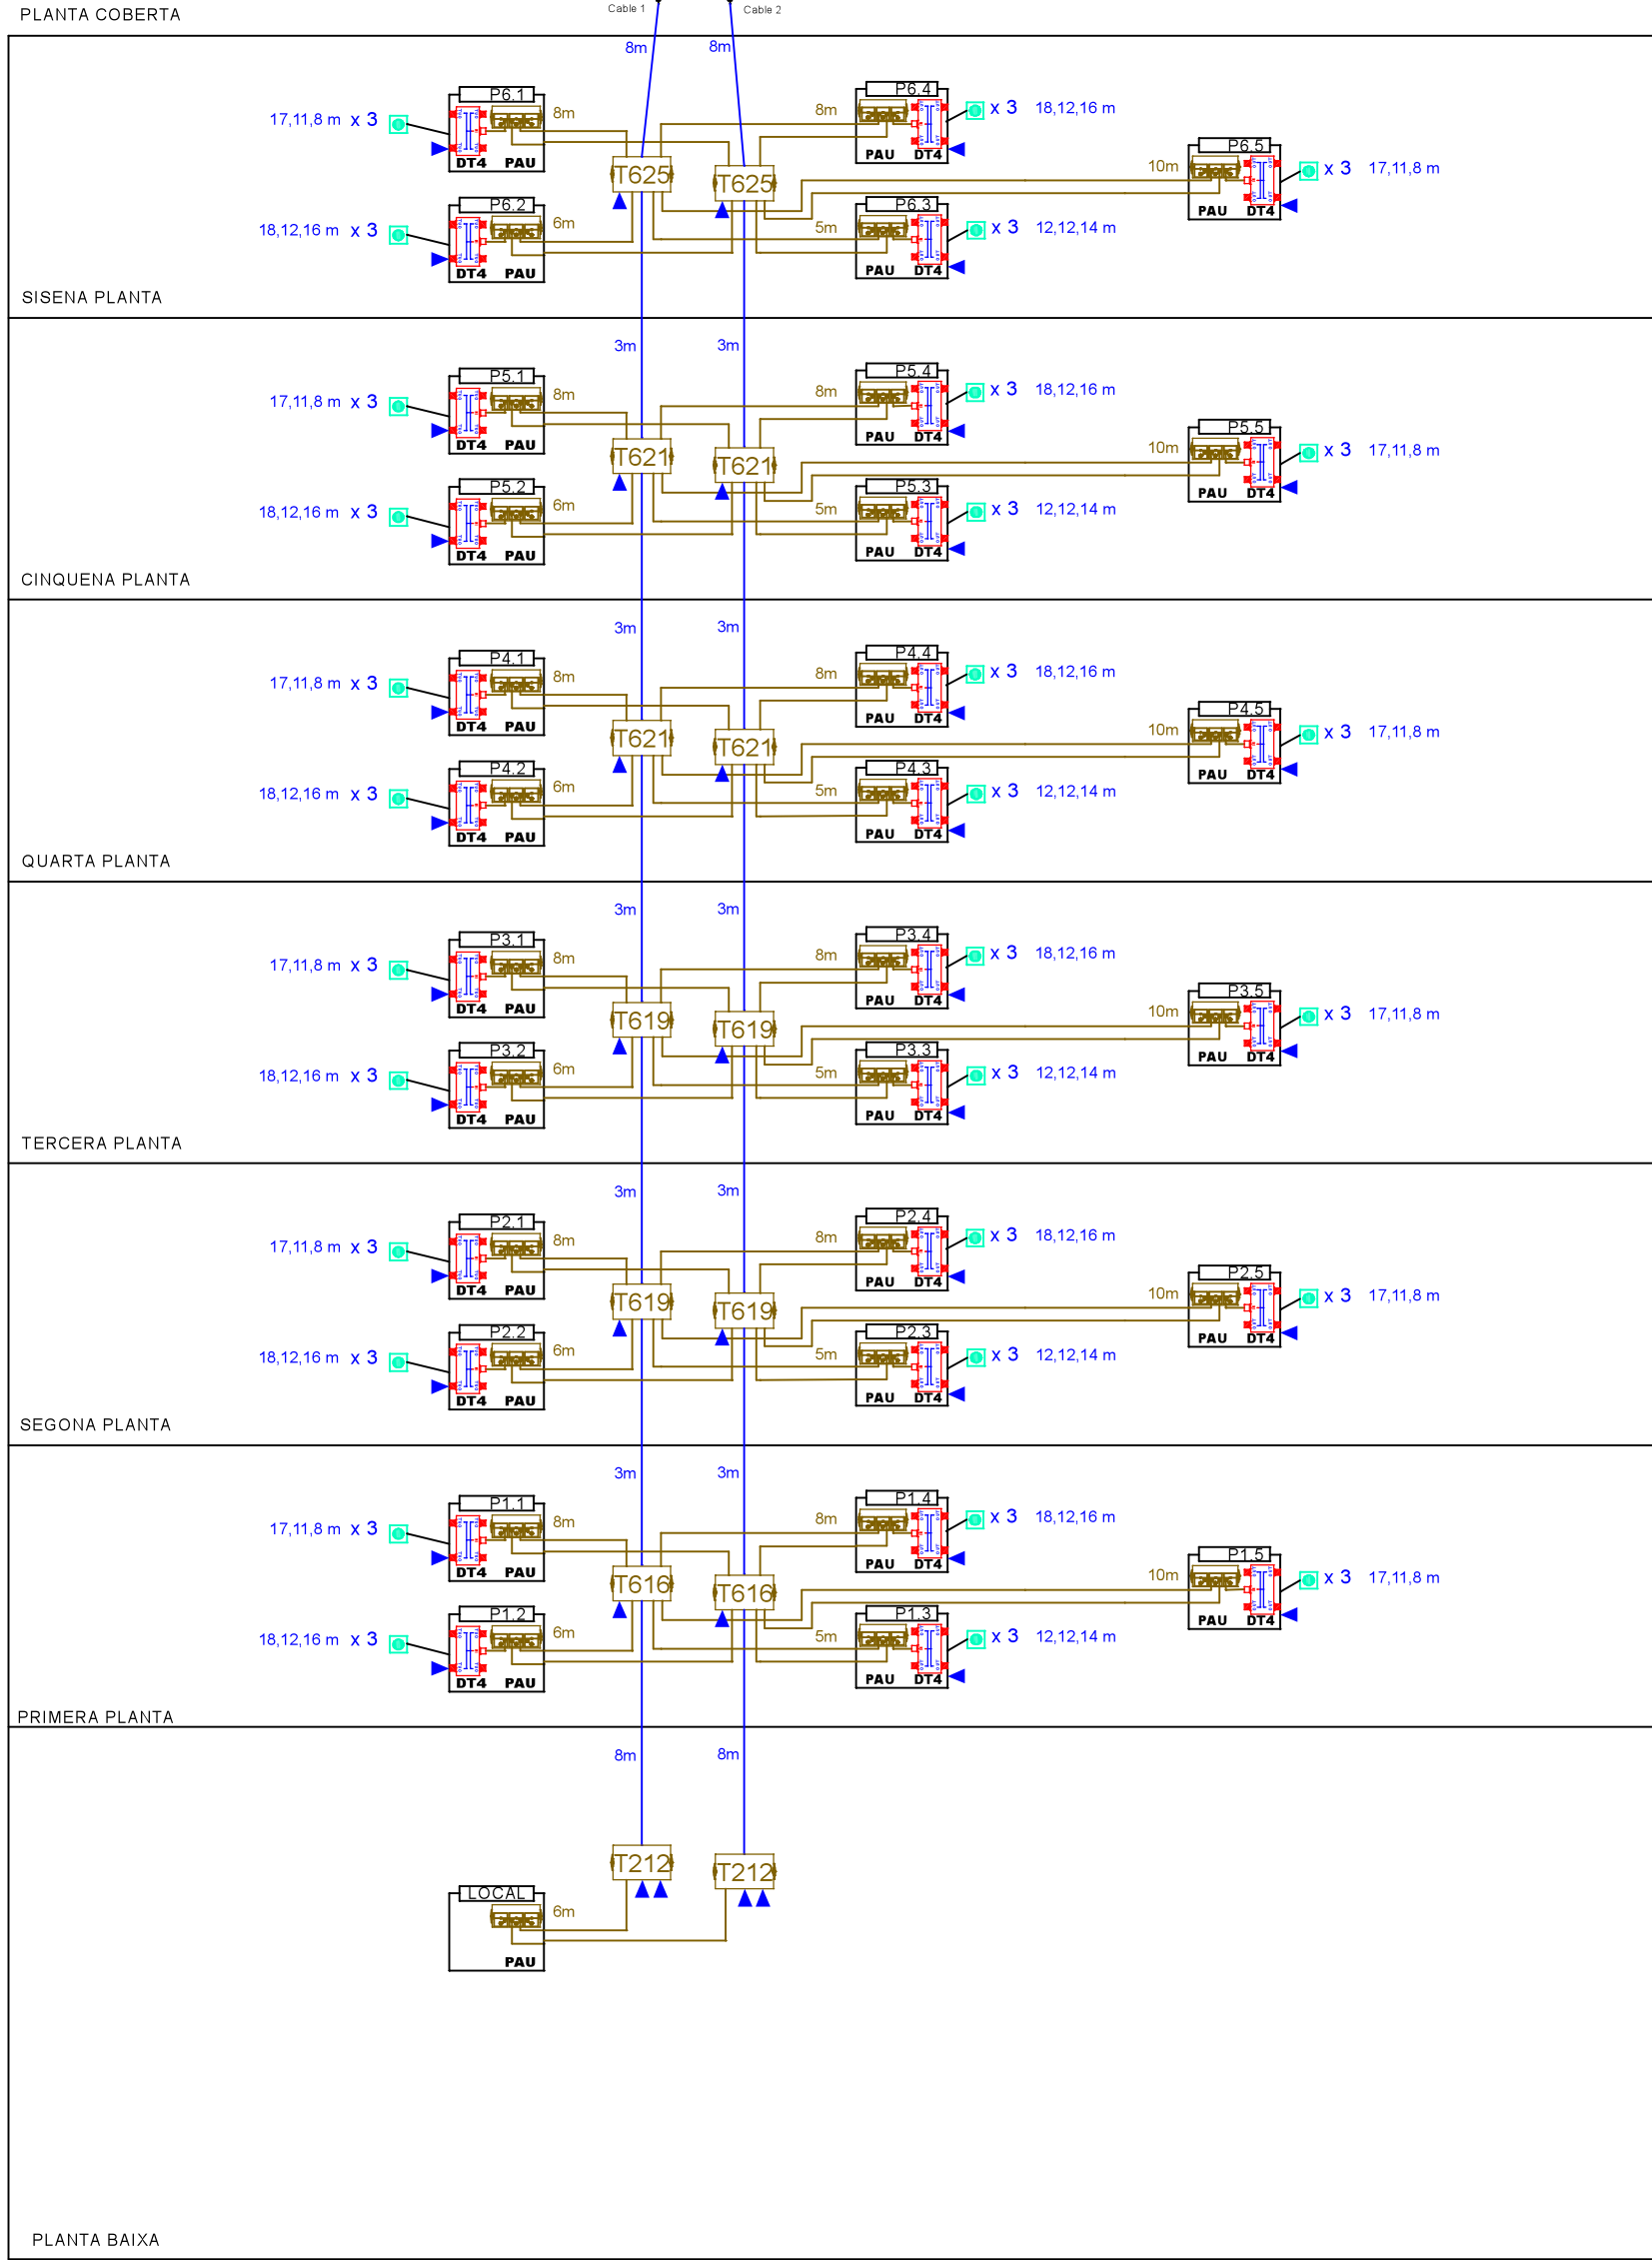 PLANTA COBERTA
Cable 1
Cable 2
8m
8m
P6.1
17,11,8 m x 3
8m
DT4 PAU
P6.4
8m
x 3 18,12,16 m
PAU DT4
T625
T625
P6.5
10m
x 3 17,11,8 m
PAU DT4
P6.2
18,12,16 m x 3
6m
DT4 PAU
P6.3
5m
x 3 12,12,14 m
PAU DT4
SISENA PLANTA
3m
3m
P5.1
17,11,8 m x 3
8m
DT4 PAU
P5.4
8m
x 3 18,12,16 m
PAU DT4
T621
T621
P5.5
10m
x 3 17,11,8 m
PAU DT4
P5.2
18,12,16 m x 3
6m
DT4 PAU
P5.3
5m
x 3 12,12,14 m
PAU DT4
CINQUENA PLANTA
3m
3m
P4.1
17,11,8 m x 3
8m
DT4 PAU
P4.4
8m
x 3 18,12,16 m
PAU DT4
T621
T621
P4.5
10m
x 3 17,11,8 m
PAU DT4
P4.2
18,12,16 m x 3
6m
DT4 PAU
P4.3
5m
x 3 12,12,14 m
PAU DT4
QUARTA PLANTA
3m
3m
P3.1
17,11,8 m x 3
8m
DT4 PAU
P3.4
8m
x 3 18,12,16 m
PAU DT4
T619
T619
P3.5
10m
x 3 17,11,8 m
PAU DT4
P3.2
18,12,16 m x 3
6m
DT4 PAU
P3.3
5m
x 3 12,12,14 m
PAU DT4
TERCERA PLANTA
3m
3m
P2.1
17,11,8 m x 3
8m
DT4 PAU
P2.4
8m
x 3 18,12,16 m
PAU DT4
T619
T619
P2.5
10m
x 3 17,11,8 m
PAU DT4
P2.2
18,12,16 m x 3
6m
DT4 PAU
P2.3
5m
x 3 12,12,14 m
PAU DT4
SEGONA PLANTA
3m
3m
P1.1
17,11,8 m x 3
8m
DT4 PAU
P1.4
8m
x 3 18,12,16 m
PAU DT4
T616
T616
P1.5
10m
x 3 17,11,8 m
PAU DT4
P1.2
18,12,16 m x 3
6m
DT4 PAU
P1.3
5m
x 3 12,12,14 m
PAU DT4
PRIMERA PLANTA
8m
8m
T212
T212
LOCAL
6m
PAU
PLANTA BAIXA